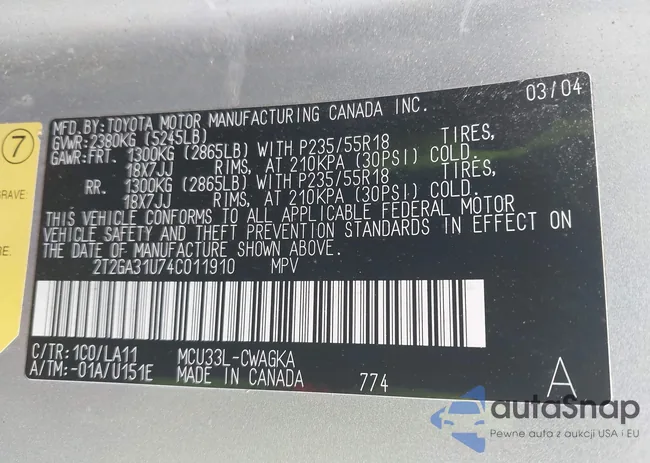 03/04
MFD.BY:TOYOTA MOTOR MANUFACTURING CANADA INC.
GVWR:2380KG (5245LB)
GAWR:FRT. 1300KG (2865LB) WITH P235/55R18 TIRES,
18X7JJ RIMS, AT 210KPA (30PSI) COLD.
RR. 1300KG (2865LB) WITH P235/55R18 TIRES,
18X7JJ RIMS, AT 210KPA (30PSI) COLD.
THIS VEHICLE CONFORMS TO ALL APPLICABLE FEDERAL MOTOR
VEHICLE SAFETY AND THEFT PREVENTION STANDARDS IN EFFECT ON
THE DATE OF MANUFACTURE SHOWN ABOVE.
2T2GA31U74C011910 MPV
C/TR:1C0/LA11 MCU33L-CWAGKA
A/TM:-01A/U151E MADE IN CANADA 774 A
7
RAVE.
RE:
autaSnap
Pewne auta z aukcji USA i EU